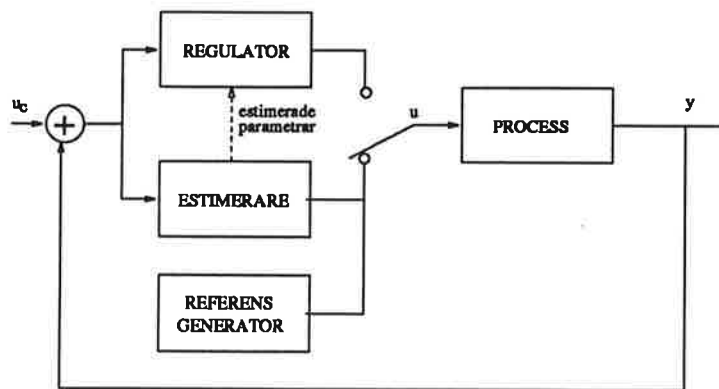 REGULATOR
u_c
estimerade
parametrar
u
PROCESS
y
ESTIMERARE
REFERENS
GENERATOR